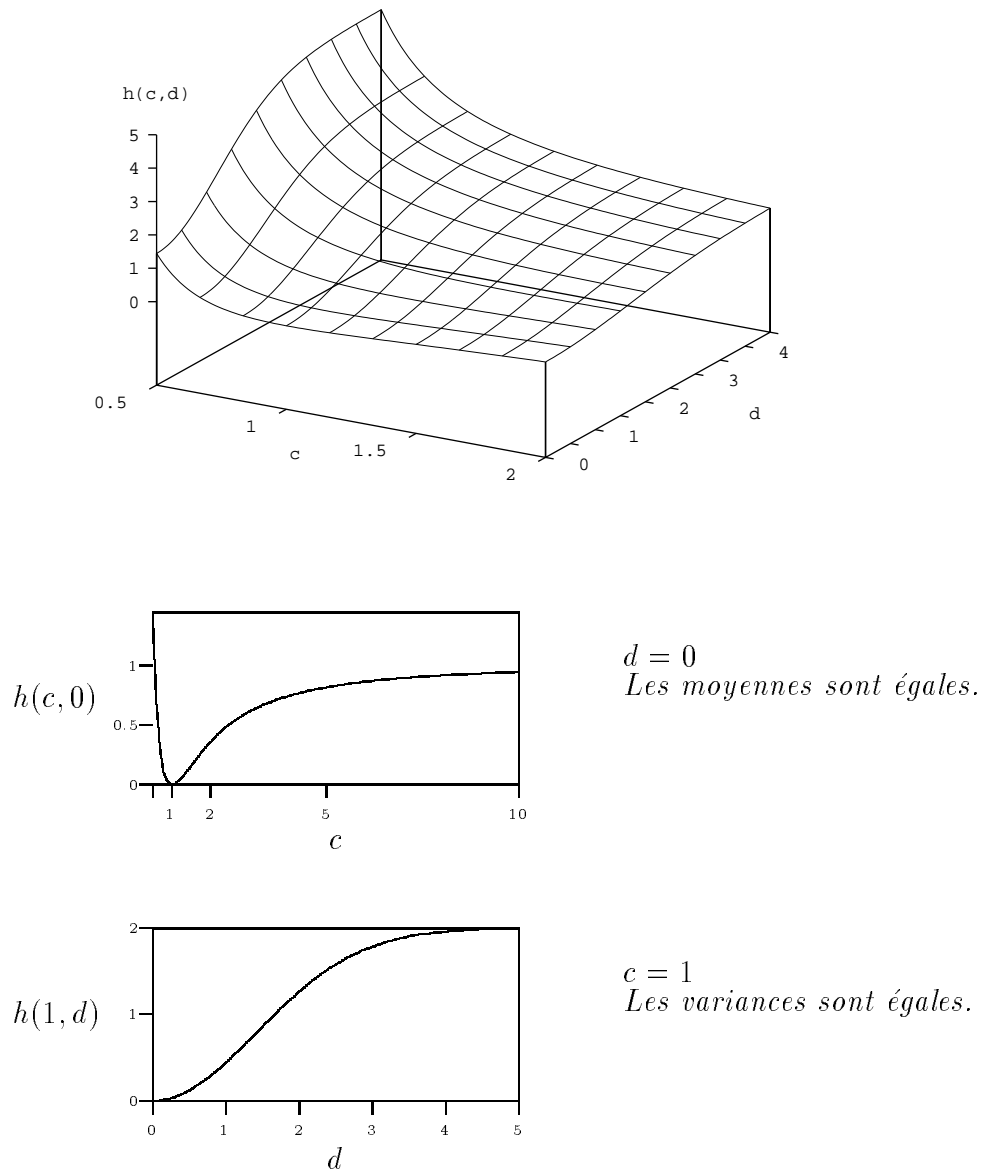 h(c,d)
5
4
3
2
1
0
0.5
1
c
1.5
2
0
1
2
d
3
4
h(c, 0)
1
0.5
0
1
2
5
10
c
d = 0
Les moyennes sont égales.
h(1, d)
2
1
0
0
1
2
3
4
5
d
c = 1
Les variances sont égales.